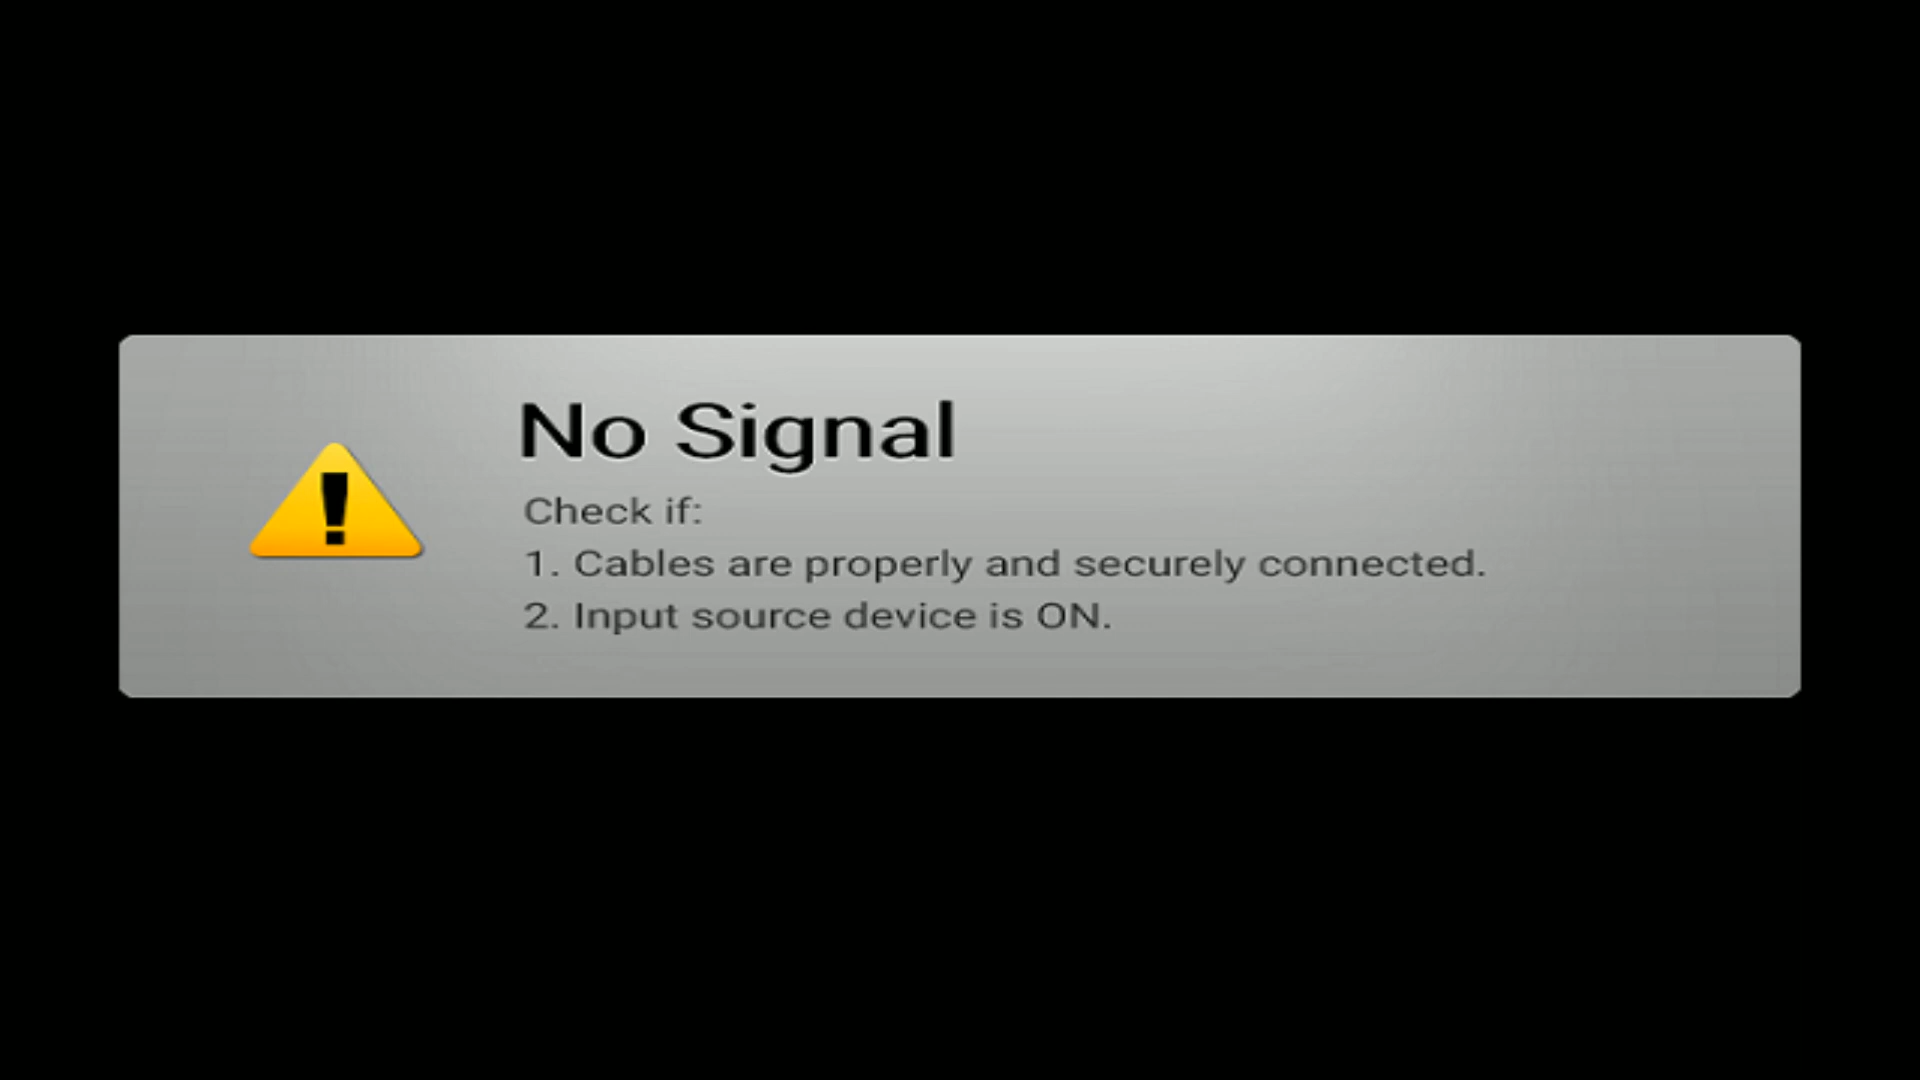 No Signal
Check if:
1. Cables are properly and securely connected.
2. Input source device is ON.